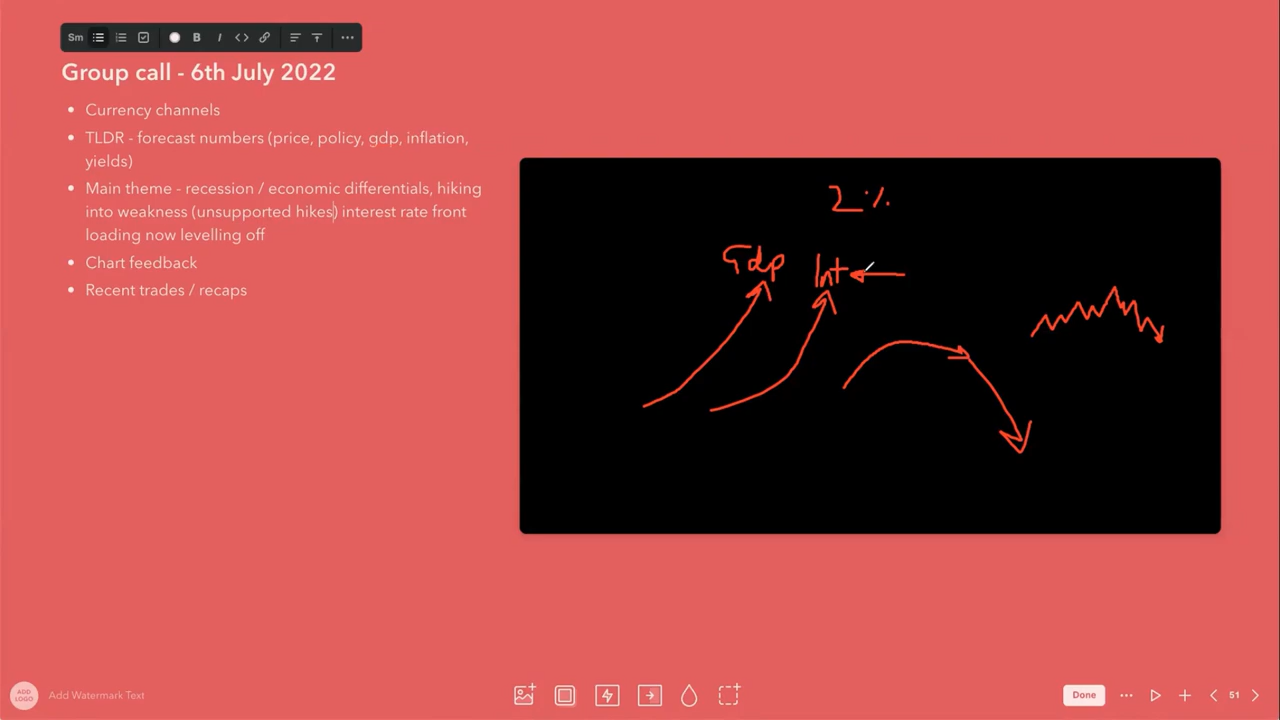 Sm B I
Group call - 6th July 2022
Currency channels
TLDR - forecast numbers (price, policy, gdp, inflation,
yields)
Main theme - recession / economic differentials, hiking
into weakness (unsupported hikes) interest rate front
loading now levelling off
Chart feedback
Recent trades / recaps
2 %
Gdp Int
ADD
LOGO
Add Watermark Text
Done
51